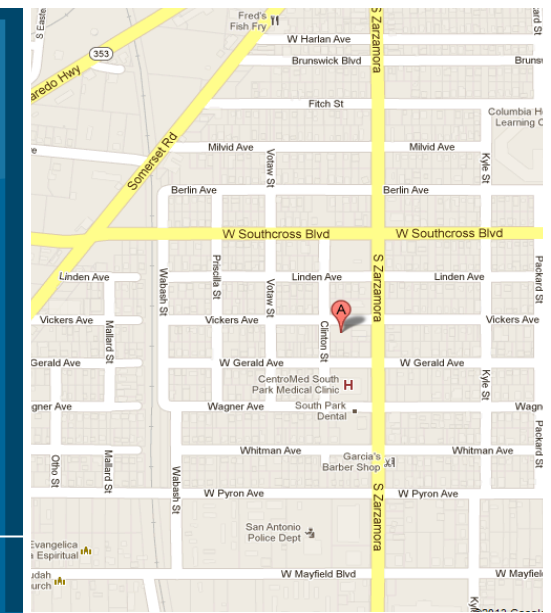 Fred's
Fish Fry
S Zarzamora
W Harlan Ave
353
Brunswick Blvd
Fitch St
Columbia
Learning
Somerset Rd
Milvid Ave
Milvid Ave
Votaw St
Kyle St
Berlin Ave
Berlin Ave
W Southcross Blvd
W Southcross Blvd
Linden Ave
Wabash St
Priscilla St
Votaw St
Linden Ave
S Zarzamora
Linden Ave
Packard St
A
Vickers Ave
Mallard St
Vickers Ave
Clinton St
Vickers Ave
Gerald Ave
W Gerald Ave
W Gerald Ave
Kyle St
CentroMed South
Park Medical Clinic
H
Wagner Ave
South Park
Dental
Packard St
Whitman Ave
Whitman Ave
Garcia's
Barber Shop
Otho St
Mallard St
Wabash St
W Pyron Ave
S Zarzamora
W Pyron Ave
San Antonio
Police Dept
Evangelica
Espiritual
W Mayfield Blvd
W Mayfiel